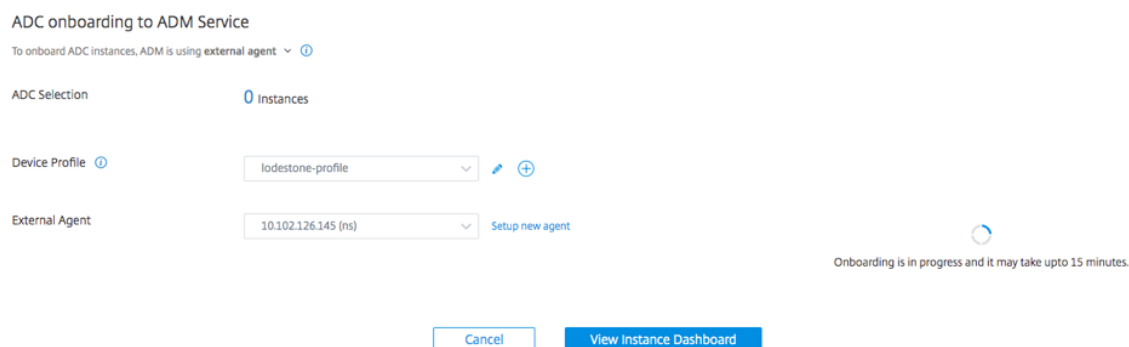 ADC onboarding to ADM Service
To onboard ADC instances, ADM is using external agent
ADC Selection
0 Instances
Device Profile
lodestone-profile
External Agent
10.102.126.145 (ns)
Setup new agent
Onboarding is in progress and it may take upto 15 minutes.
Cancel
View Instance Dashboard